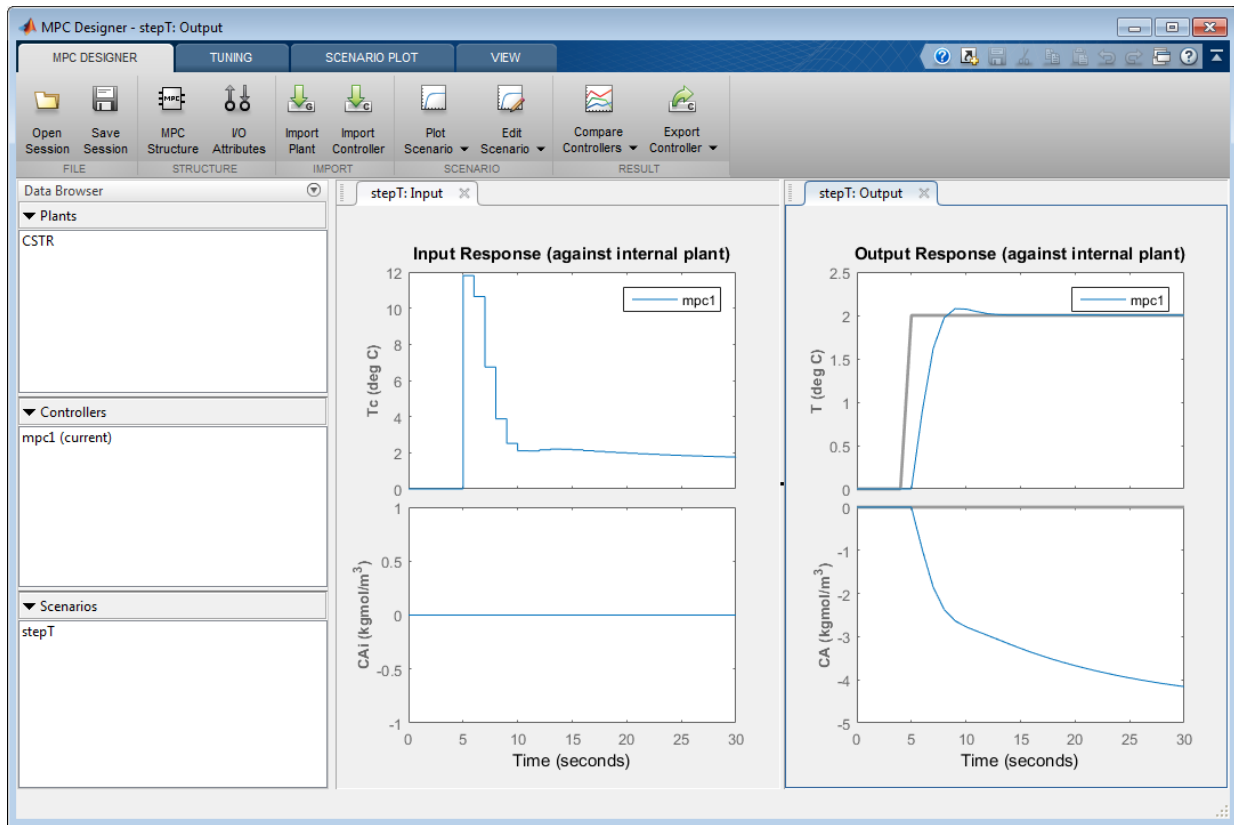 MPC Designer - stepT: Output
MPC DESIGNER TUNING SCENARIO PLOT VIEW
Open Session
Save Session
MPC Structure
I/O Attributes
Import Plant
Import Controller
Plot Scenario
Edit Scenario
Compare Controllers
Export Controller
FILE STRUCTURE IMPORT SCENARIO RESULT
Data Browser
Plants
CSTR
Controllers
mpc1 (current)
Scenarios
stepT
stepT: Input
Input Response (against internal plant)
mpc1
Tc (deg C)
12
10
8
6
4
2
0
CAi (kgmol/m³)
1
0.5
0
-0.5
-1
0 5 10 15 20 25 30
Time (seconds)
stepT: Output
Output Response (against internal plant)
mpc1
T (deg C)
2.5
2
1.5
1
0.5
0
CA (kgmol/m³)
0
-1
-2
-3
-4
-5
0 5 10 15 20 25 30
Time (seconds)